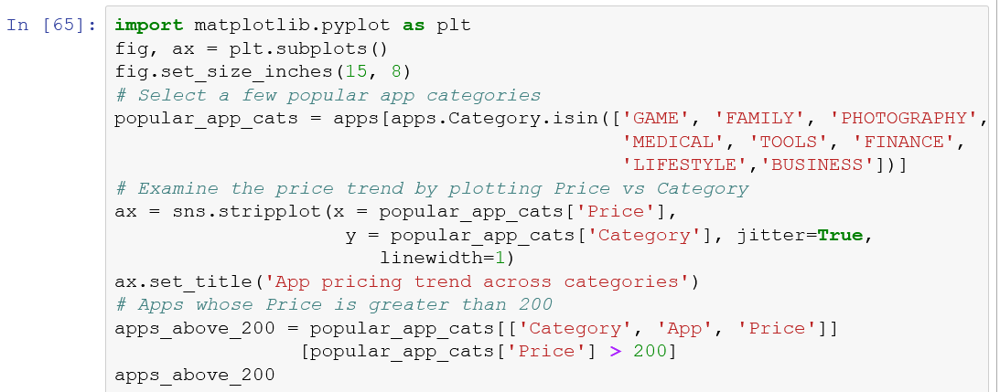 In [65]: import matplotlib.pyplot as plt
fig, ax = plt.subplots()
fig.set_size_inches(15, 8)
# Select a few popular app categories
popular_app_cats = apps[apps.Category.isin(['GAME', 'FAMILY', 'PHOTOGRAPHY',
'MEDICAL', 'TOOLS', 'FINANCE',
'LIFESTYLE','BUSINESS'])]
# Examine the price trend by plotting Price vs Category
ax = sns.stripplot(x = popular_app_cats['Price'],
y = popular_app_cats['Category'], jitter=True,
linewidth=1)
ax.set_title('App pricing trend across categories')
# Apps whose Price is greater than 200
apps_above_200 = popular_app_cats[['Category', 'App', 'Price']]
[popular_app_cats['Price'] > 200]
apps_above_200